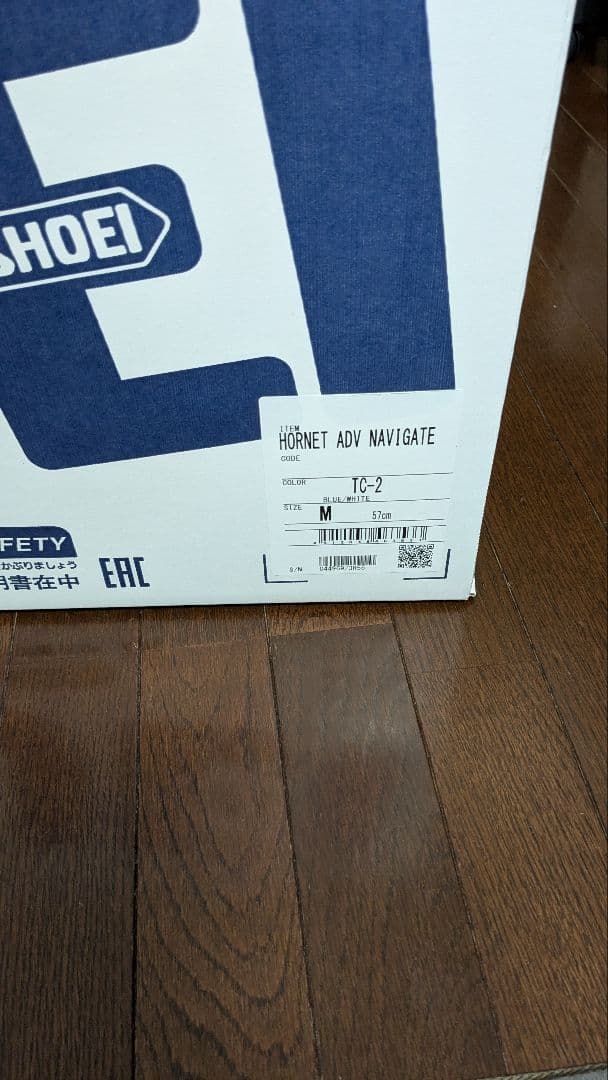 SHOEI
ITEM
HORNET ADV NAVIGATE
CODE
COLOR
TC-2
BLUE/WHITE
SIZE
M
57cm
S/N
FETY
かぶりましょう
書在中
EAC